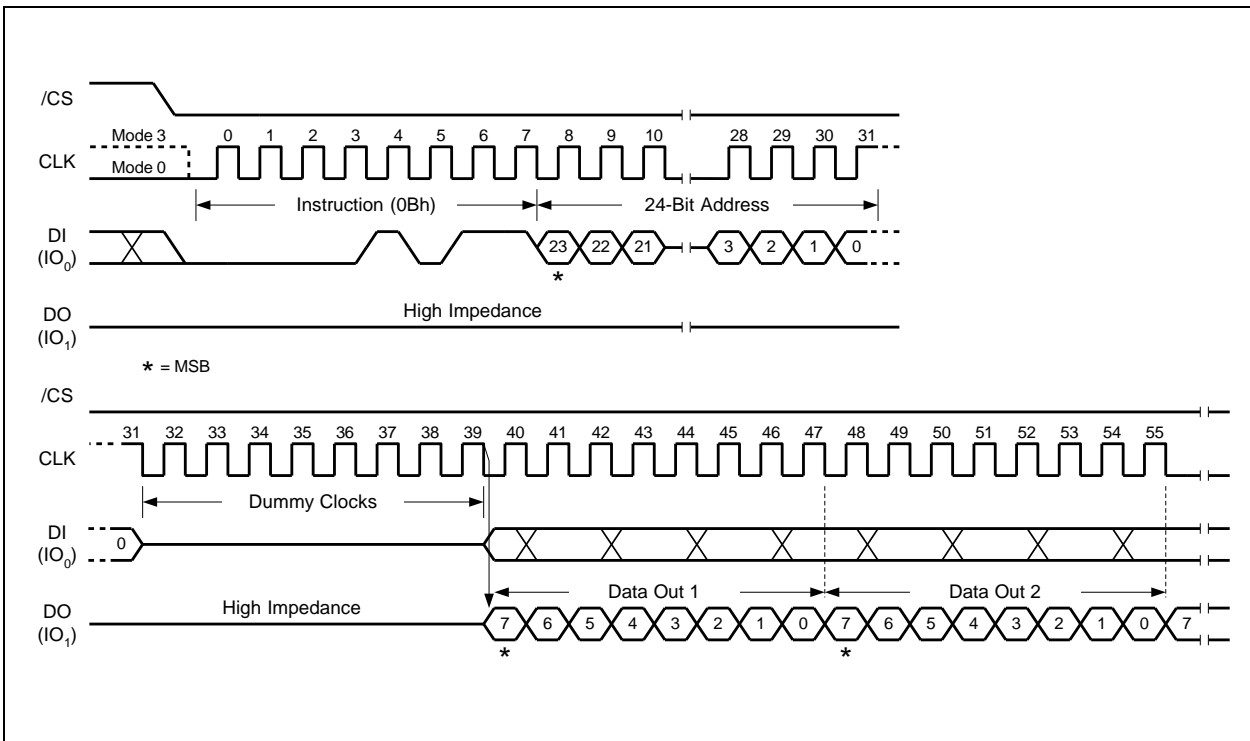 /CS
Mode 3
0 1 2 3 4 5 6 7 8 9 10 28 29 30 31
CLK
Mode 0
Instruction (0Bh) 24-Bit Address
DI
(IO0)
23 22 21 3 2 1 0
*
High Impedance
DO
(IO1)
* = MSB
/CS
31 32 33 34 35 36 37 38 39 40 41 42 43 44 45 46 47 48 49 50 51 52 53 54 55
CLK
Dummy Clocks
DI
(IO0)
0
Data Out 1 Data Out 2
High Impedance
DO
(IO1)
7 6 5 4 3 2 1 0 7 6 5 4 3 2 1 0 7
* *